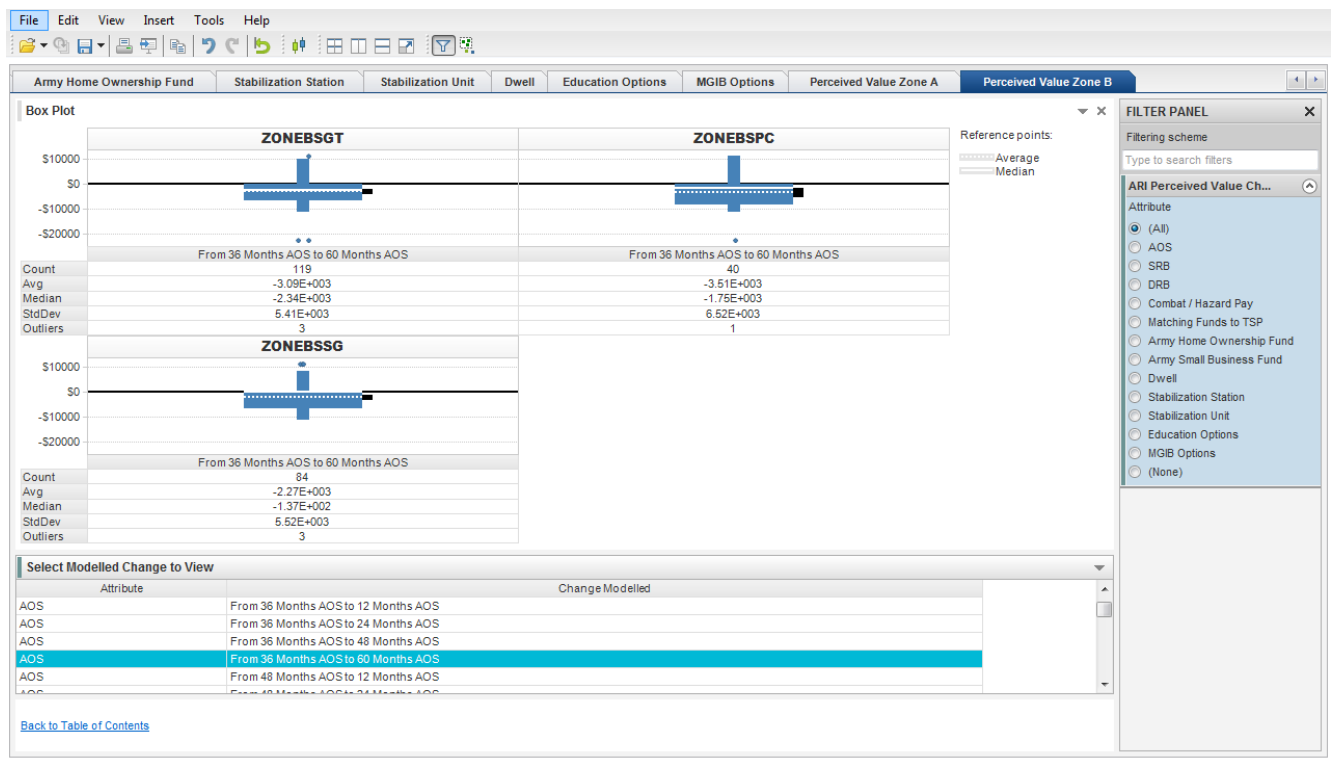 File Edit View Insert Tools Help
Army Home Ownership Fund Stabilization Station Stabilization Unit Dwell Education Options MGIB Options Perceived Value Zone A Perceived Value Zone B
Box Plot
ZONEBSGT ZONEBSPC
Reference points:
Average
Median
$10000
$0
-$10000
-$20000
From 36 Months AOS to 60 Months AOS From 36 Months AOS to 60 Months AOS
Count 119 40
Avg -3.09E+003 -3.51E+003
Median -2.34E+003 -1.75E+003
StdDev 5.41E+003 6.52E+003
Outliers 3 1
ZONEBSSG
$10000
$0
-$10000
-$20000
From 36 Months AOS to 60 Months AOS
Count 84
Avg -2.27E+003
Median -1.37E+002
StdDev 5.52E+003
Outliers 3
Select Modelled Change to View
Attribute Change Modelled
AOS From 36 Months AOS to 12 Months AOS
AOS From 36 Months AOS to 24 Months AOS
AOS From 36 Months AOS to 48 Months AOS
AOS From 36 Months AOS to 60 Months AOS
AOS From 48 Months AOS to 12 Months AOS
AOS From 48 Months AOS to 24 Months AOS
Back to Table of Contents
FILTER PANEL
Filtering scheme
Type to search filters
ARI Perceived Value Ch...
Attribute
(All)
AOS
SRB
DRB
Combat / Hazard Pay
Matching Funds to TSP
Army Home Ownership Fund
Army Small Business Fund
Dwell
Stabilization Station
Stabilization Unit
Education Options
MGIB Options
(None)